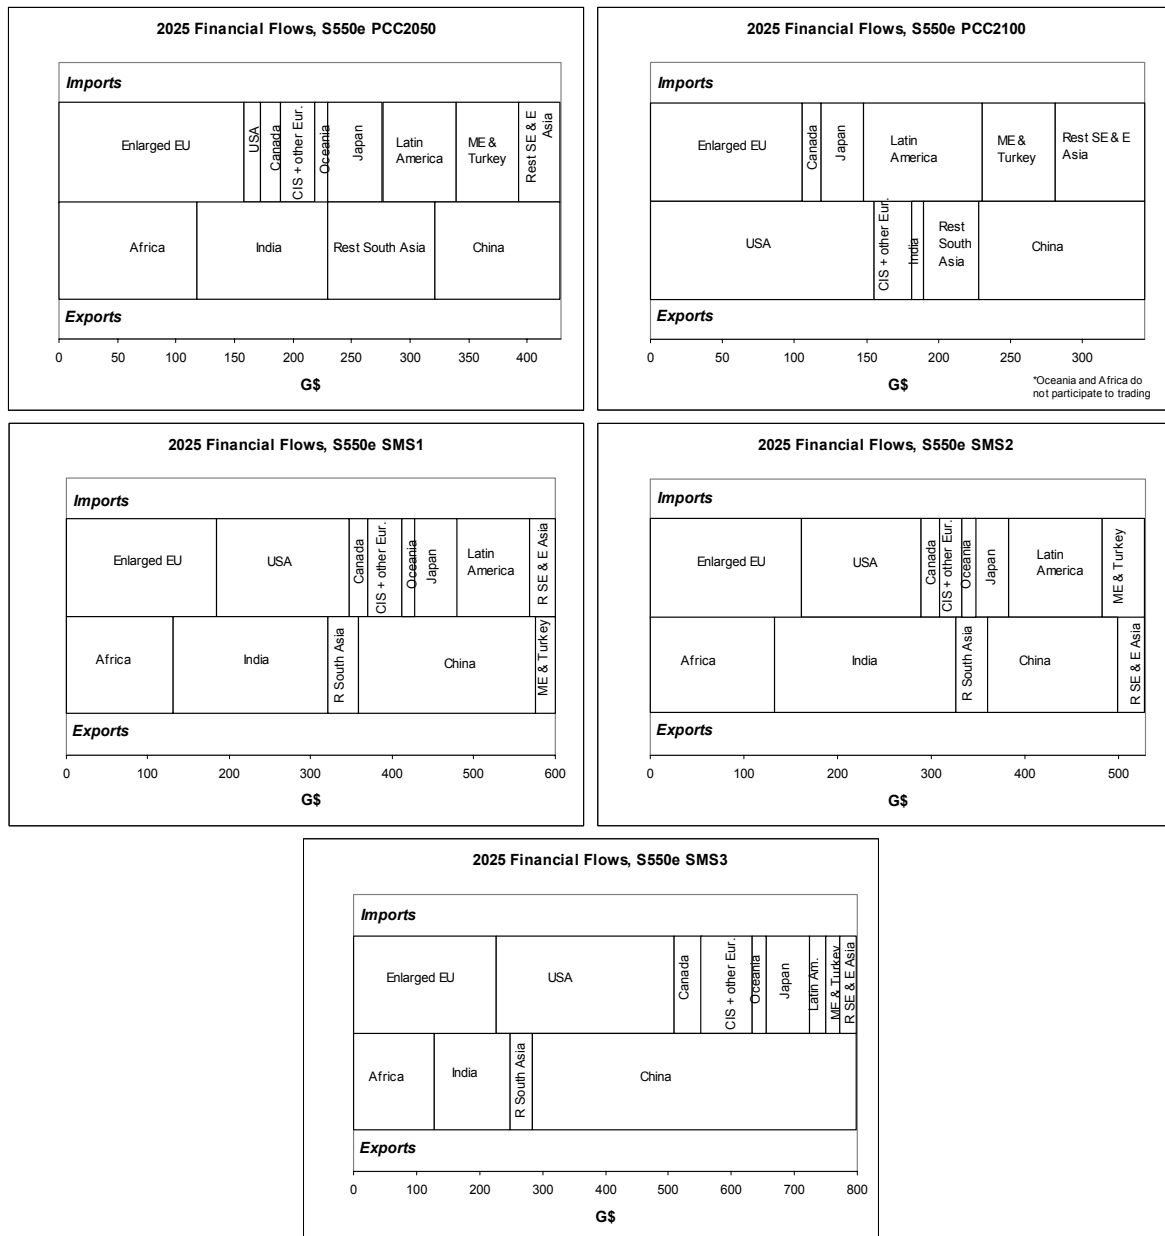 2025 Financial Flows, S550e PCC2050
Imports
Enlarged EU
USA
Canada
CIS + other Eur.
Oceania
Japan
Latin
America
ME &
Turkey
Rest SE & E
Asia
Africa
India
Rest South Asia
China
Exports
0 50 100 150 200 250 300 350 400
G$
2025 Financial Flows, S550e PCC2100
Imports
Enlarged EU
Canada
Japan
Latin
America
ME &
Turkey
Rest SE & E
Asia
USA
CIS + other Eur.
India
Rest
South
Asia
China
Exports
0 50 100 150 200 250 300
G$
*Oceania and Africa do
not participate to trading
2025 Financial Flows, S550e SMS1
Imports
Enlarged EU
USA
Canada
CIS + other Eur.
Oceania
Japan
Latin
America
R SE & E Asia
Africa
India
R South Asia
China
ME & Turkey
Exports
0 100 200 300 400 500 600
G$
2025 Financial Flows, S550e SMS2
Imports
Enlarged EU
USA
Canada
CIS + other Eur.
Oceania
Japan
Latin
America
ME & Turkey
Africa
India
R South Asia
China
R SE & E Asia
Exports
0 100 200 300 400 500
G$
2025 Financial Flows, S550e SMS3
Imports
Enlarged EU
USA
Canada
CIS + other Eur.
Oceania
Japan
Latin Am.
ME & Turkey
R SE & E Asia
Africa
India
R South Asia
China
Exports
0 100 200 300 400 500 600 700 800
G$